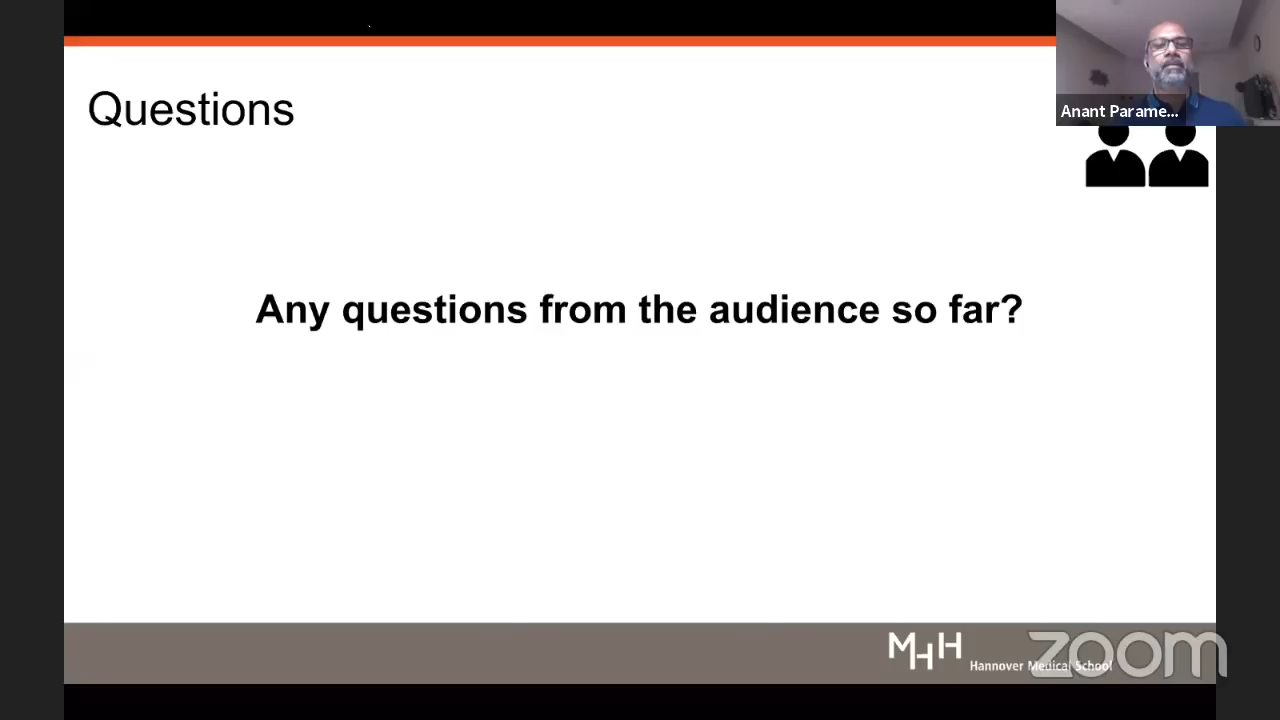 Anant Parame...
Questions
Any questions from the audience so far?
MHH
Hannover Medical School
zoom